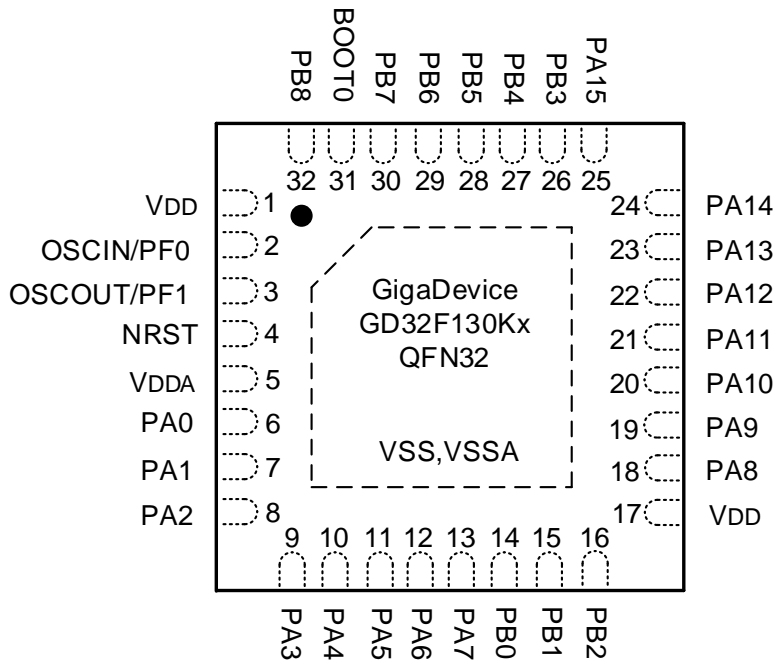 PB8
BOOT0
PB7
PB6
PB5
PB4
PB3
PA15
32 31 30 29 28 27 26 25
VDD 1
OSCIN/PF0 2
OSCOUT/PF1 3
NRST 4
VDDA 5
PA0 6
PA1 7
PA2 8
GigaDevice
GD32F130Kx
QFN32
VSS,VSSA
24 PA14
23 PA13
22 PA12
21 PA11
20 PA10
19 PA9
18 PA8
17 VDD
9 10 11 12 13 14 15 16
PA3
PA4
PA5
PA6
PA7
PB0
PB1
PB2